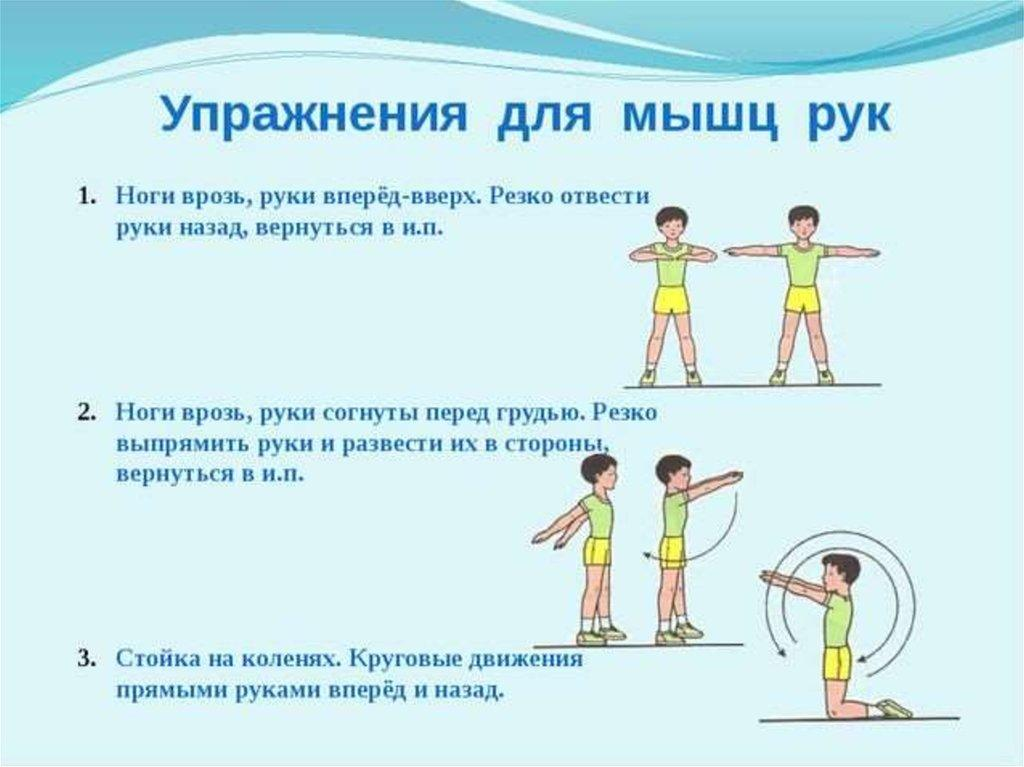 Упражнения для мышц рук
1. Ноги врозь, руки вперёд-вверх. Резко отвести
руки назад, вернуться в и.п.
2. Ноги врозь, руки согнуты перед грудью. Резко
выпрямить руки и развести их в стороны,
вернуться в и.п.
3. Стойка на коленях. Круговые движения
прямыми руками вперёд и назад.